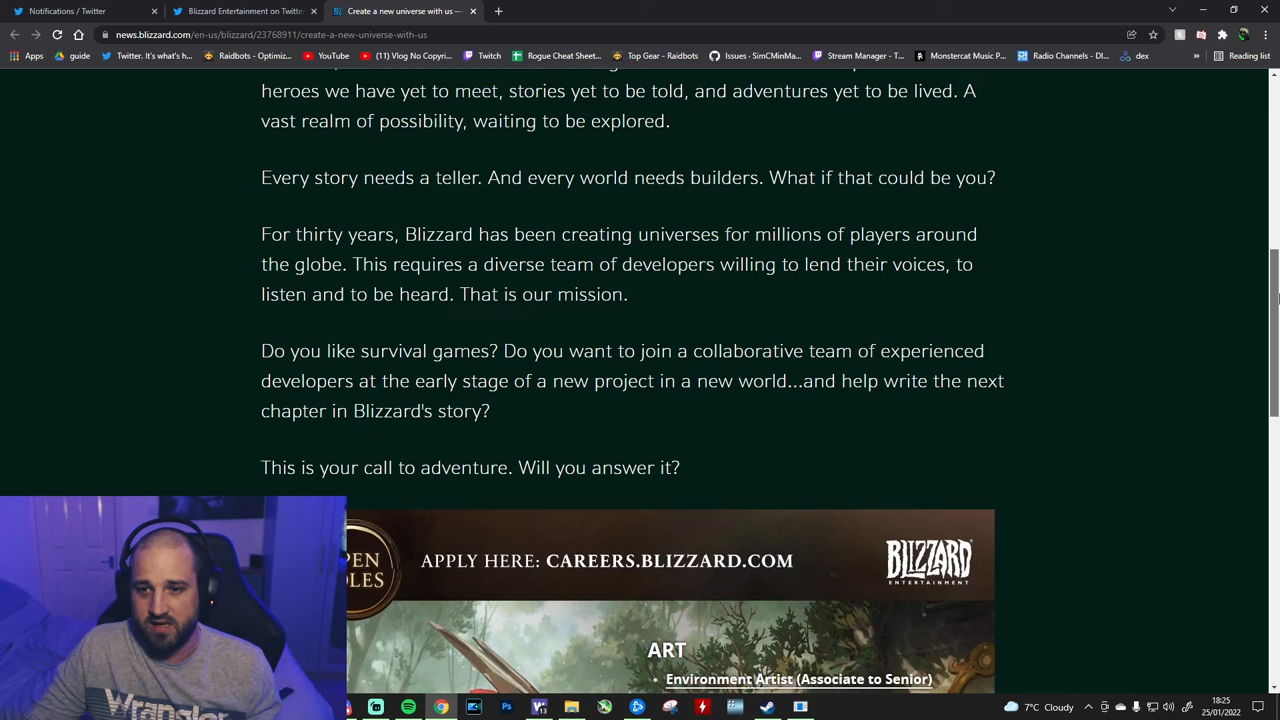 Notifications / Twitter
Blizzard Entertainment on Twitter
Create a new universe with us —
news.blizzard.com/en-us/blizzard/23768911/create-a-new-universe-with-us
Apps
guide
Twitter. It's what's h...
Raidbots - Optimiz...
YouTube
(11) Vlog No Copyri...
Twitch
Rogue Cheat Sheet...
Top Gear - Raidbots
Issues · SimCMinMa...
Stream Manager - T...
Monstercat Music P...
Radio Channels - DI...
dex
»
Reading list
heroes we have yet to meet, stories yet to be told, and adventures yet to be lived. A
vast realm of possibility, waiting to be explored.
Every story needs a teller. And every world needs builders. What if that could be you?
For thirty years, Blizzard has been creating universes for millions of players around
the globe. This requires a diverse team of developers willing to lend their voices, to
listen and to be heard. That is our mission.
Do you like survival games? Do you want to join a collaborative team of experienced
developers at the early stage of a new project in a new world...and help write the next
chapter in Blizzard's story?
This is your call to adventure. Will you answer it?
PEN
LES
APPLY HERE: CAREERS.BLIZZARD.COM
BLIZZARD
ENTERTAINMENT
ART
• Environment Artist (Associate to Senior)
Wrangler
Ps
13
7°C Cloudy
18:25
25/01/2022